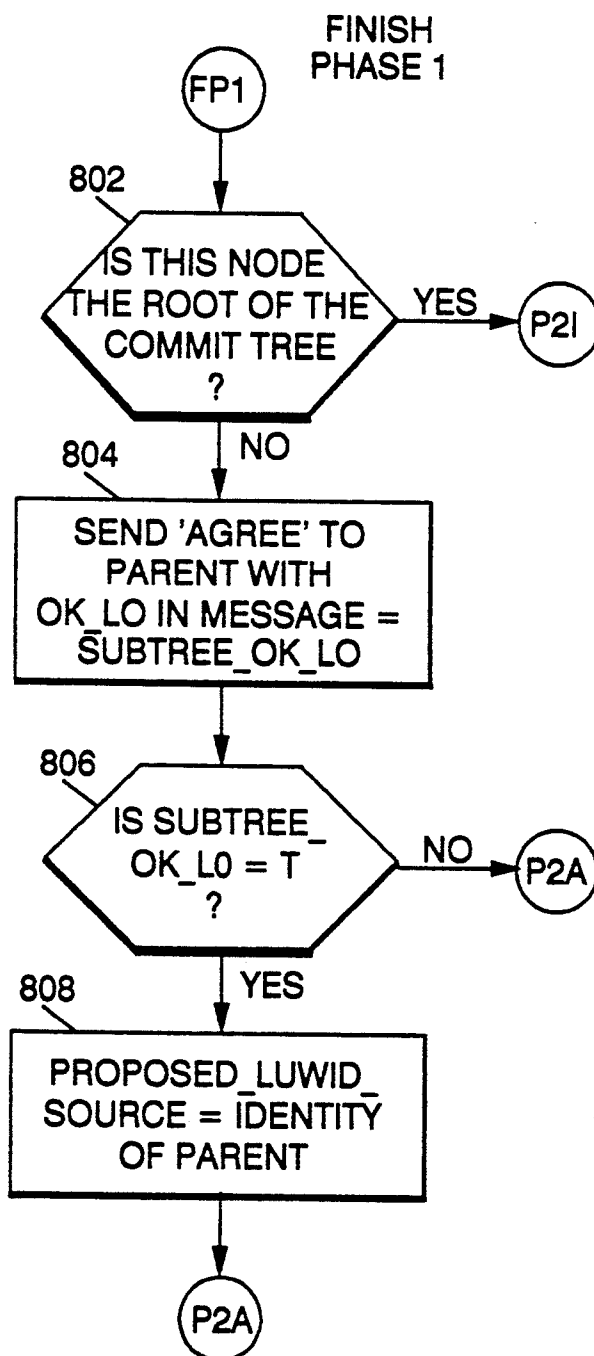 FINISH
PHASE 1
FP1
802
IS THIS NODE
THE ROOT OF THE
COMMIT TREE
?
YES
P2I
NO
804
SEND 'AGREE' TO
PARENT WITH
OK_LO IN MESSAGE =
SUBTREE_OK_LO
806
IS SUBTREE_
OK_L0 = T
?
NO
P2A
YES
808
PROPOSED_LUWID_
SOURCE = IDENTITY
OF PARENT
P2A